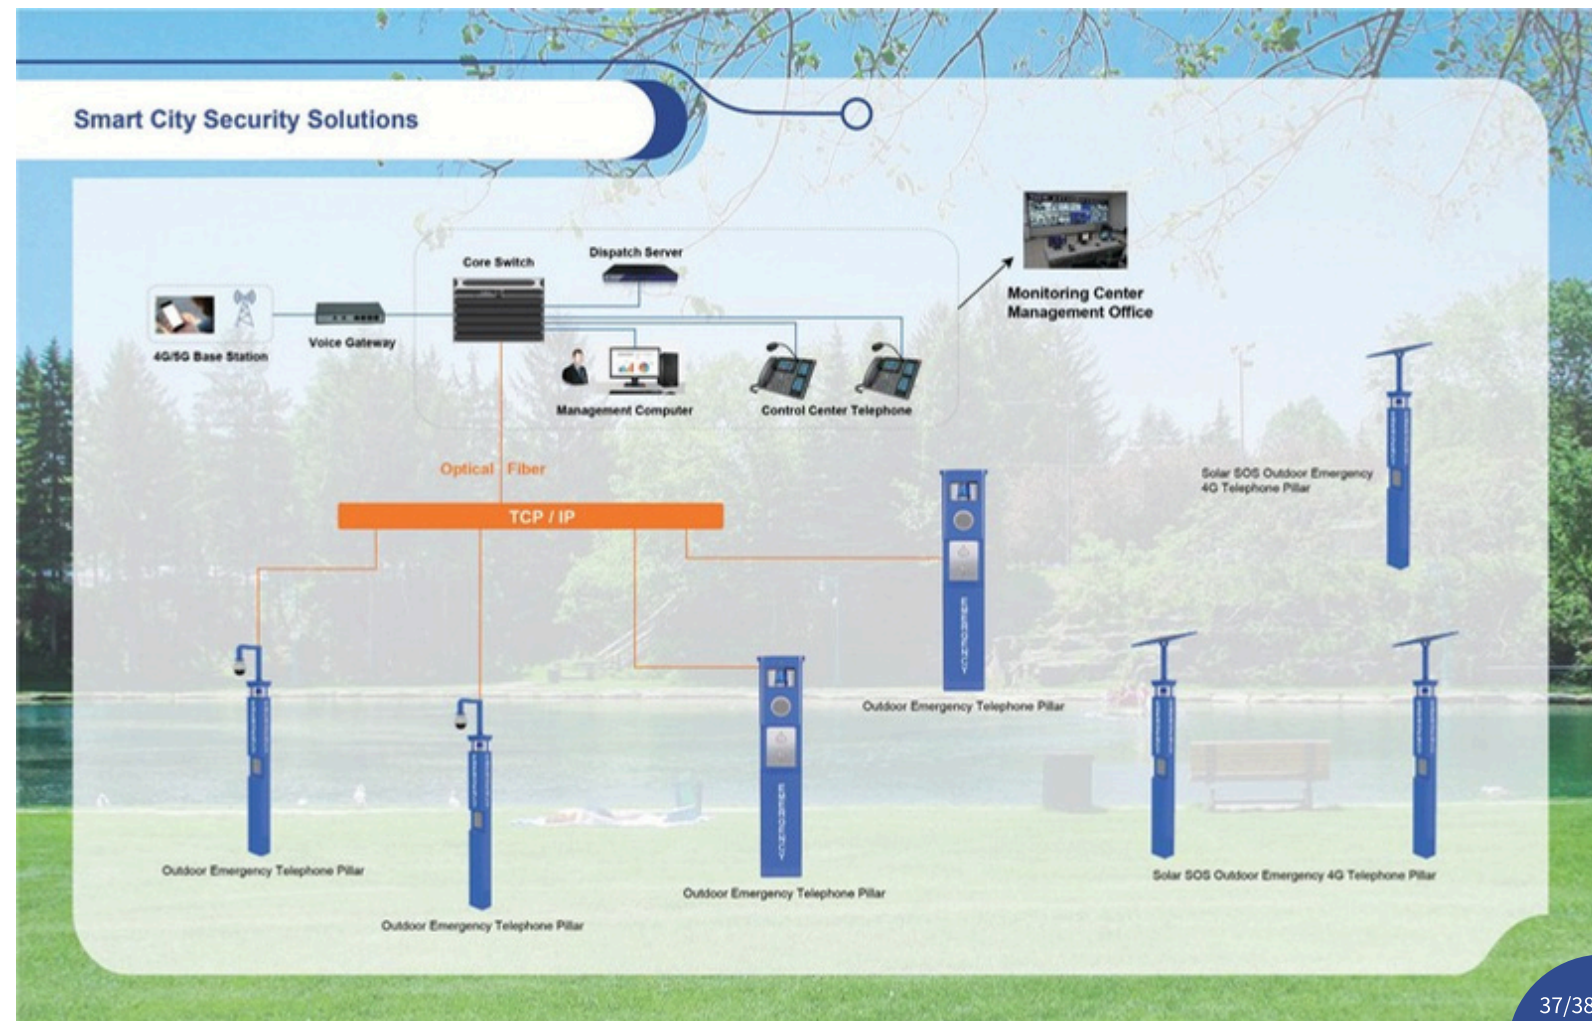 Smart City Security Solutions
Dispatch Server
Core Switch
Monitoring Center
Management Office
4G/5G Base Station
Voice Gateway
Management Computer
Control Center Telephone
Optical Fiber
Solar SOS Outdoor Emergency
4G Telephone Pillar
TCP / IP
EMERGENCY
Outdoor Emergency Telephone Pillar
EMERGENCY
Outdoor Emergency Telephone Pillar
Outdoor Emergency Telephone Pillar
Outdoor Emergency Telephone Pillar
Solar SOS Outdoor Emergency 4G Telephone Pillar
37/38